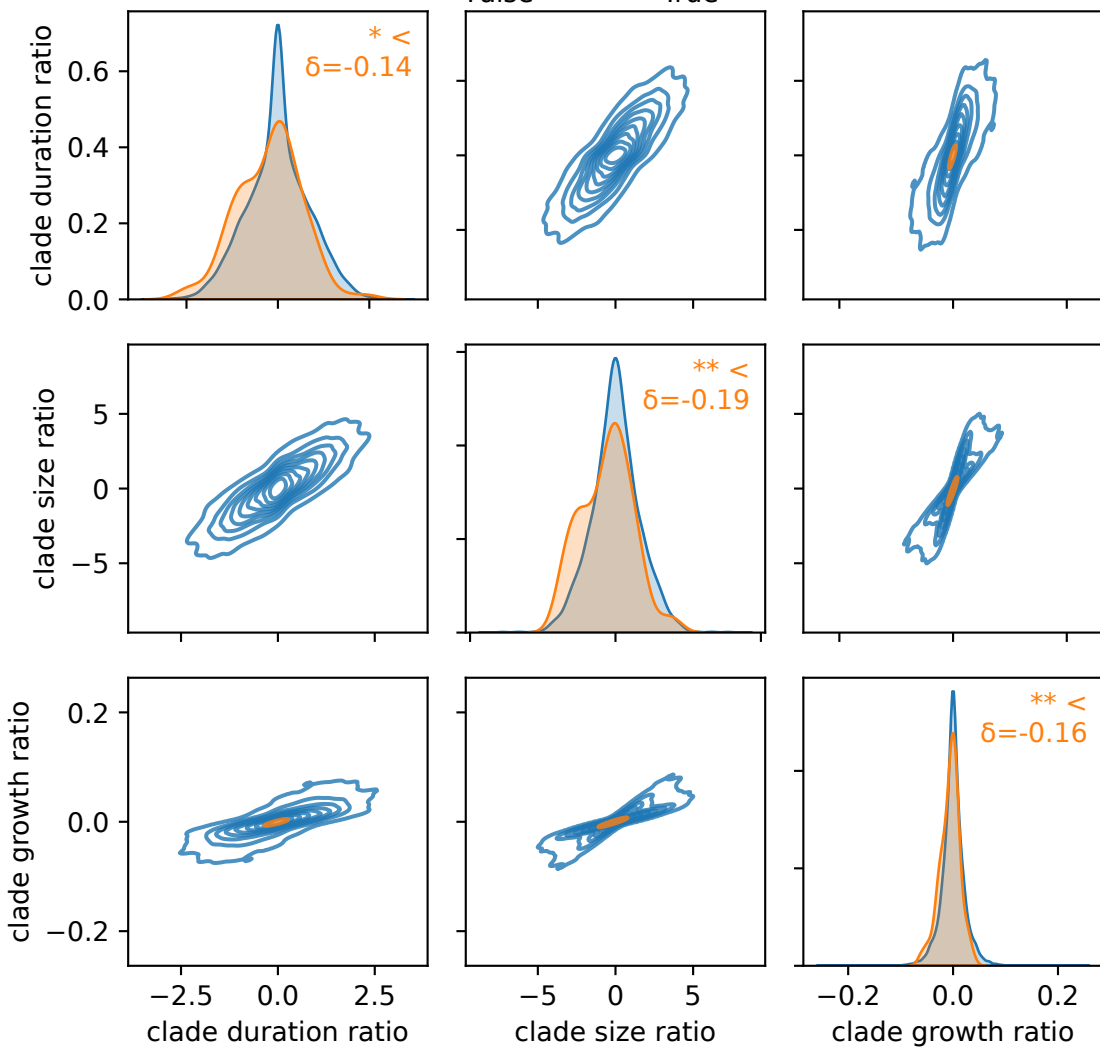 True
* <
δ=-0.14
clade duration ratio
0.6
0.4
0.2
0.0
** <
δ=-0.19
clade size ratio
5
0
−5
** <
δ=-0.16
clade growth ratio
0.2
0.0
−0.2
−2.5 0.0 2.5 −5 0 5 −0.2 0.0 0.2
clade duration ratio clade size ratio clade growth ratio